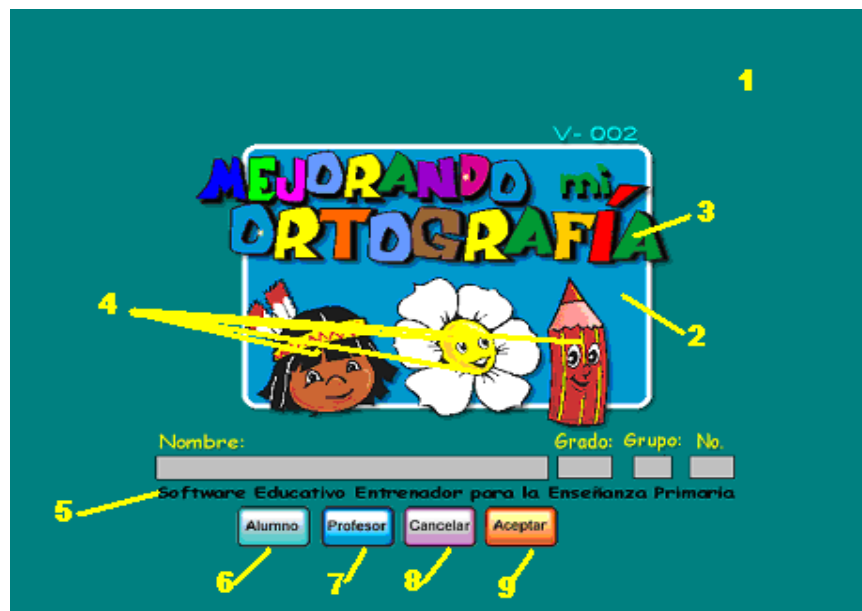 1
V- 002
MEJORANDO mi
ORTOGRAFÍA
3
4
2
Nombre: Grado: Grupo: No.
Software Educativo Entrenador para la Enseñanza Primaria
5
Alumno Profesor Cancelar Aceptar
6 7 8 9